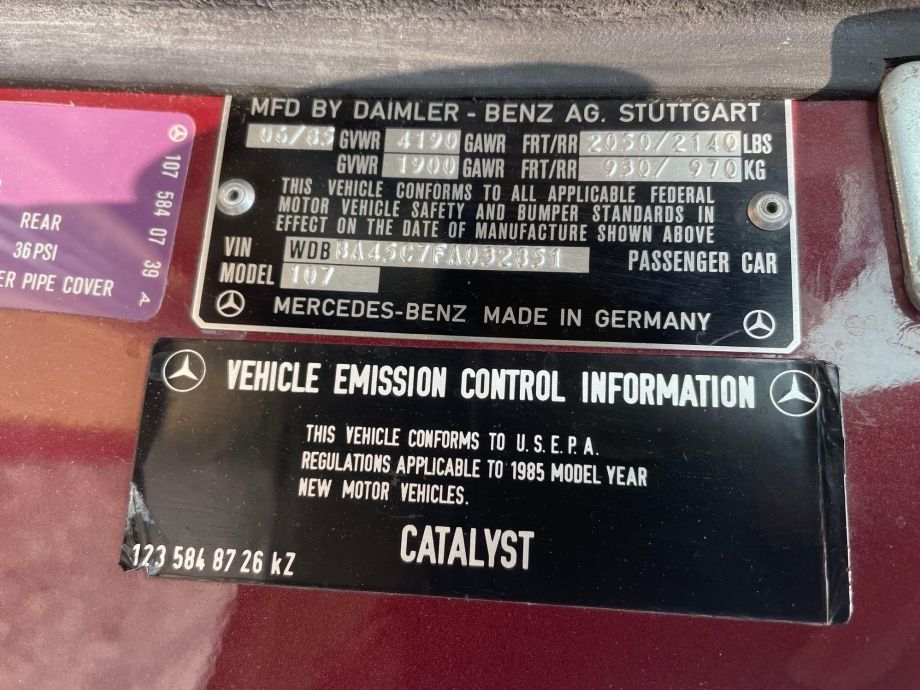 MFD BY DAIMLER - BENZ AG. STUTTGART
06/85 GVWR 4190 GAWR FRT/RR 2050/2140 LBS
GVWR 1900 GAWR FRT/RR 930/ 970 KG
THIS VEHICLE CONFORMS TO ALL APPLICABLE FEDERAL
MOTOR VEHICLE SAFETY AND BUMPER STANDARDS IN
EFFECT ON THE DATE OF MANUFACTURE SHOWN ABOVE
VIN WDBBA45C7FA032851 PASSENGER CAR
MODEL 107
MERCEDES-BENZ MADE IN GERMANY
107 584 07 39 A
REAR
36 PSI
PIPE COVER
VEHICLE EMISSION CONTROL INFORMATION
THIS VEHICLE CONFORMS TO U.S.E.P.A.
REGULATIONS APPLICABLE TO 1985 MODEL YEAR
NEW MOTOR VEHICLES.
CATALYST
123 584 87 26 kZ